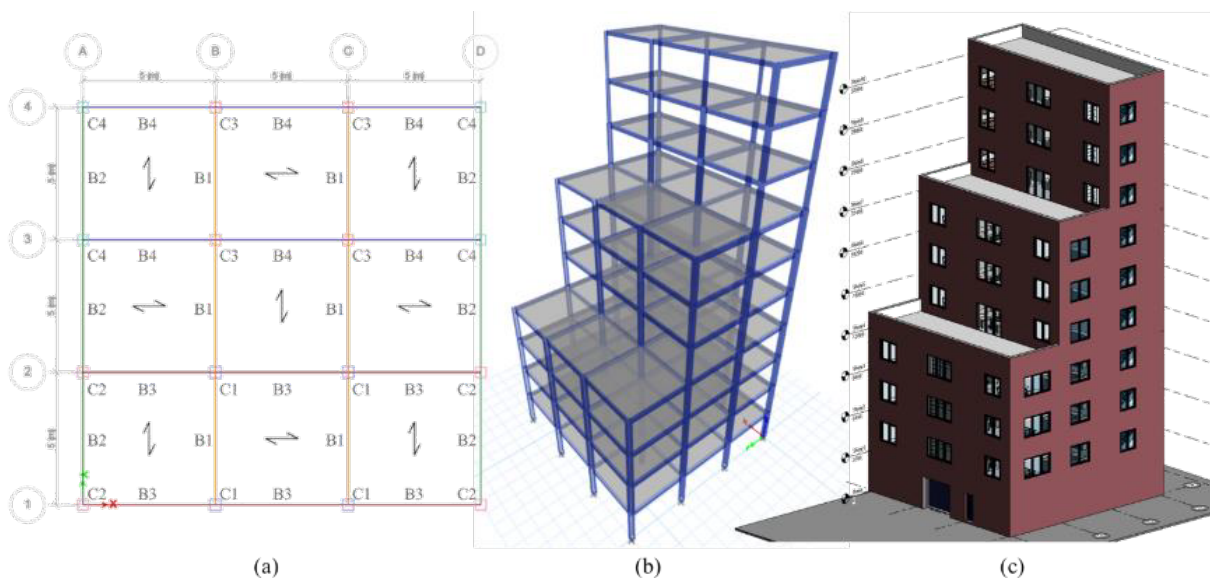 A B C D
5 (m) 5 (m) 5 (m)
4
C4 B4 C3 B4 C3 B4 C4
5 (m)
B2 B1 B1 B2
3
C4 B4 C3 B4 C3 B4 C4
5 (m)
B2 B1 B1 B2
2
C2 B3 C1 B3 C1 B3 C2
5 (m)
B2 B1 B1 B2
C2 B3 C1 B3 C1 B3 C2
1
X
(a) (b) (c)